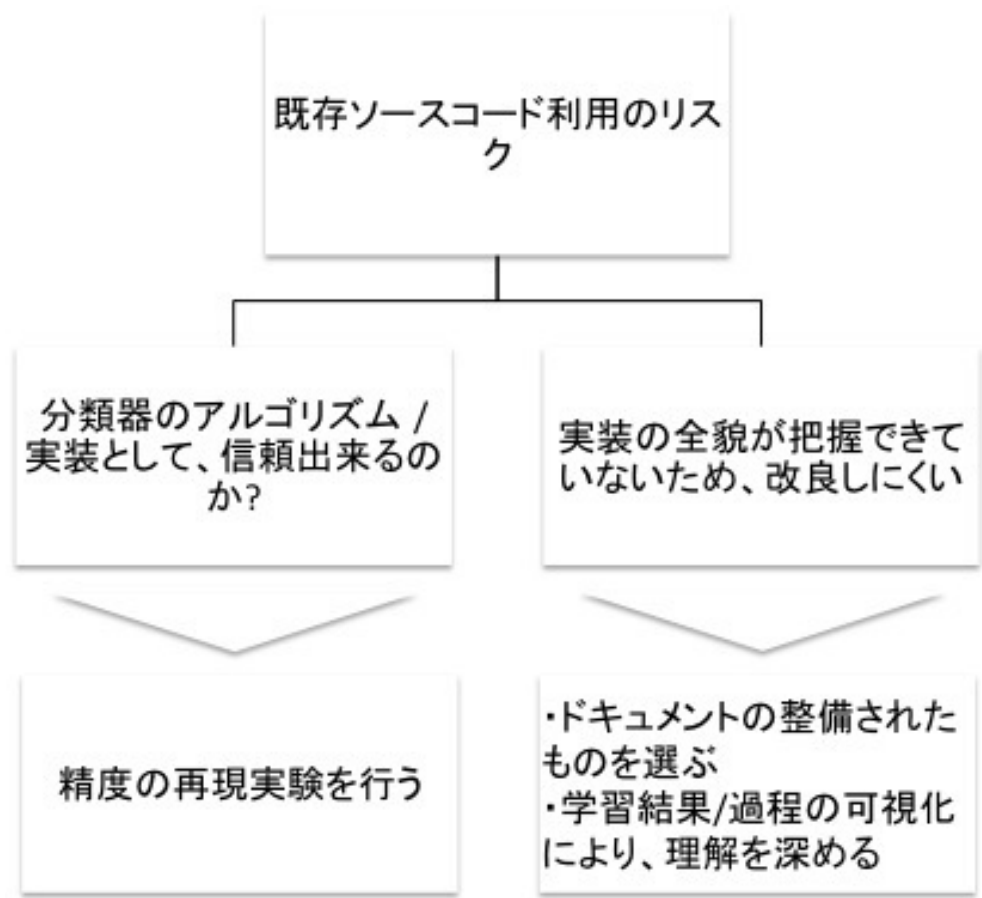 既存ソースコード利用のリス
ク
分類器のアルゴリズム /
実装として、信頼出来るの
か?
実装の全貌が把握できて
いないため、改良しにくい
精度の再現実験を行う
・ドキュメントの整備された
ものを選ぶ
・学習結果/過程の可視化
により、理解を深める